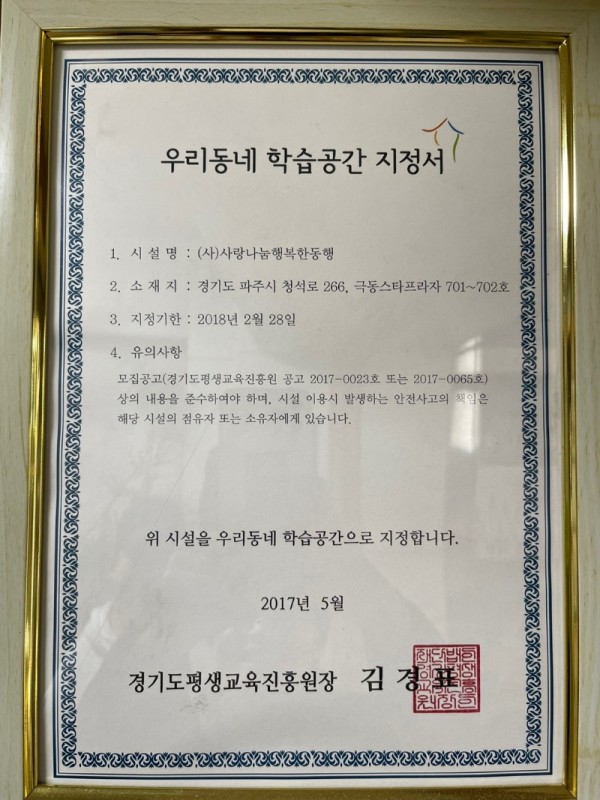 우리동네 학습공간 지정서
1. 시 설 명 : (사)사랑나눔행복한동행
2. 소 재 지 : 경기도 파주시 청석로 266, 극동스타프라자 701~702호
3. 지정기한 : 2018년 2월 28일
4. 유의사항
모집공고(경기도평생교육진흥원 공고 2017-0023호 또는 2017-0065호)
상의 내용을 준수하여야 하며, 시설 이용시 발생하는 안전사고의 책임은
해당 시설의 점유자 또는 소유자에게 있습니다.
위 시설을 우리동네 학습공간으로 지정합니다.
2017년 5월
경기도평생교육진흥원장 김 경 표